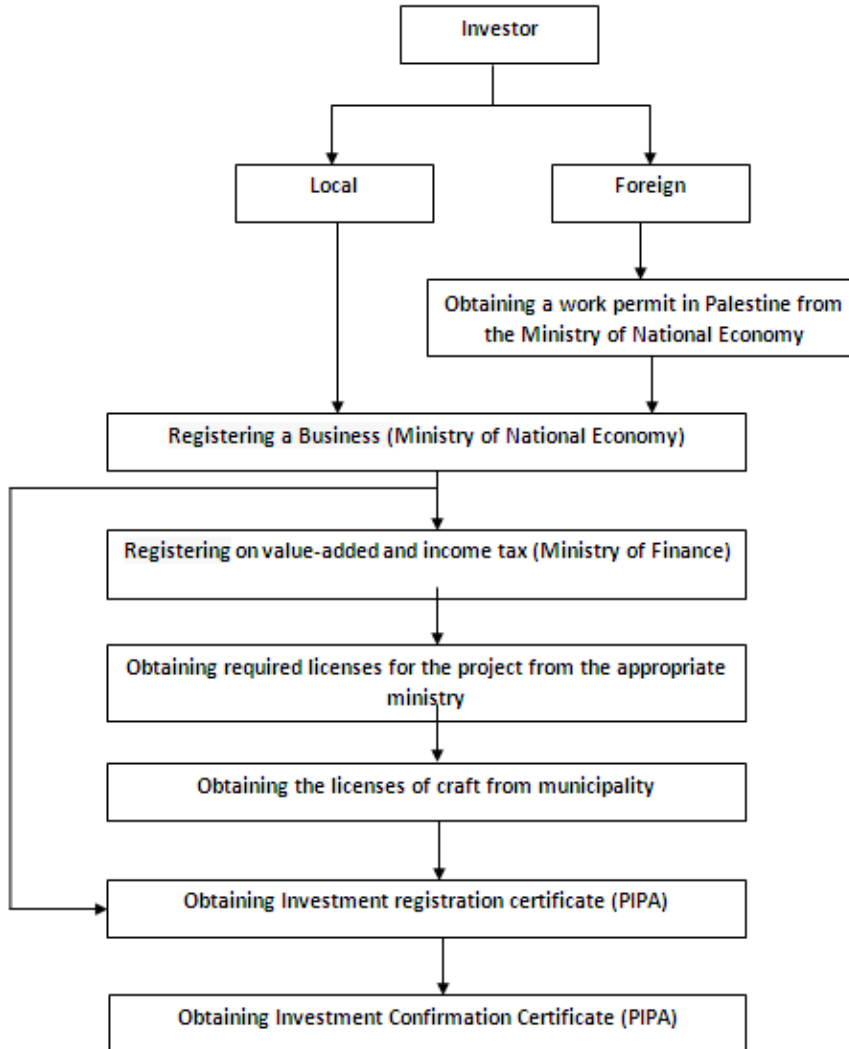 Investor
Local
Foreign
Obtaining a work permit in Palestine from
the Ministry of National Economy
Registering a Business (Ministry of National Economy)
Registering on value-added and income tax (Ministry of Finance)
Obtaining required licenses for the project from the appropriate
ministry
Obtaining the licenses of craft from municipality
Obtaining Investment registration certificate (PIPA)
Obtaining Investment Confirmation Certificate (PIPA)